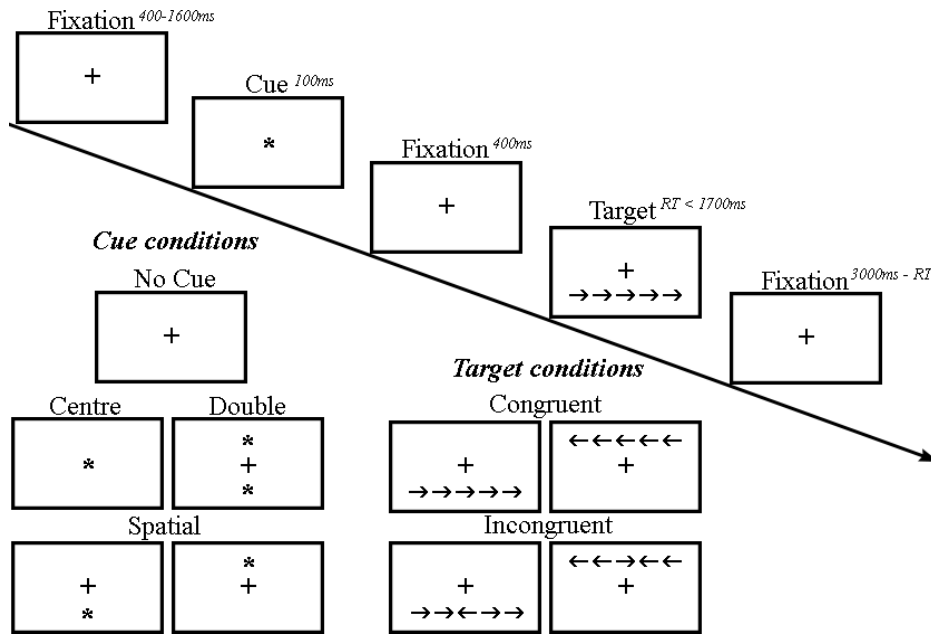 Fixation 400-1600ms
+
Cue 100ms
*
Fixation 400ms
+
Target RT < 1700ms
+
→→→→→
Fixation 3000ms - RT
+
Cue conditions
No Cue
+
Centre
*
Double
*
+
*
Spatial
+
*
*
+
Target conditions
Congruent
+
→→→→→
←←←←←
+
Incongruent
+
→→←→→
←←→←←
+